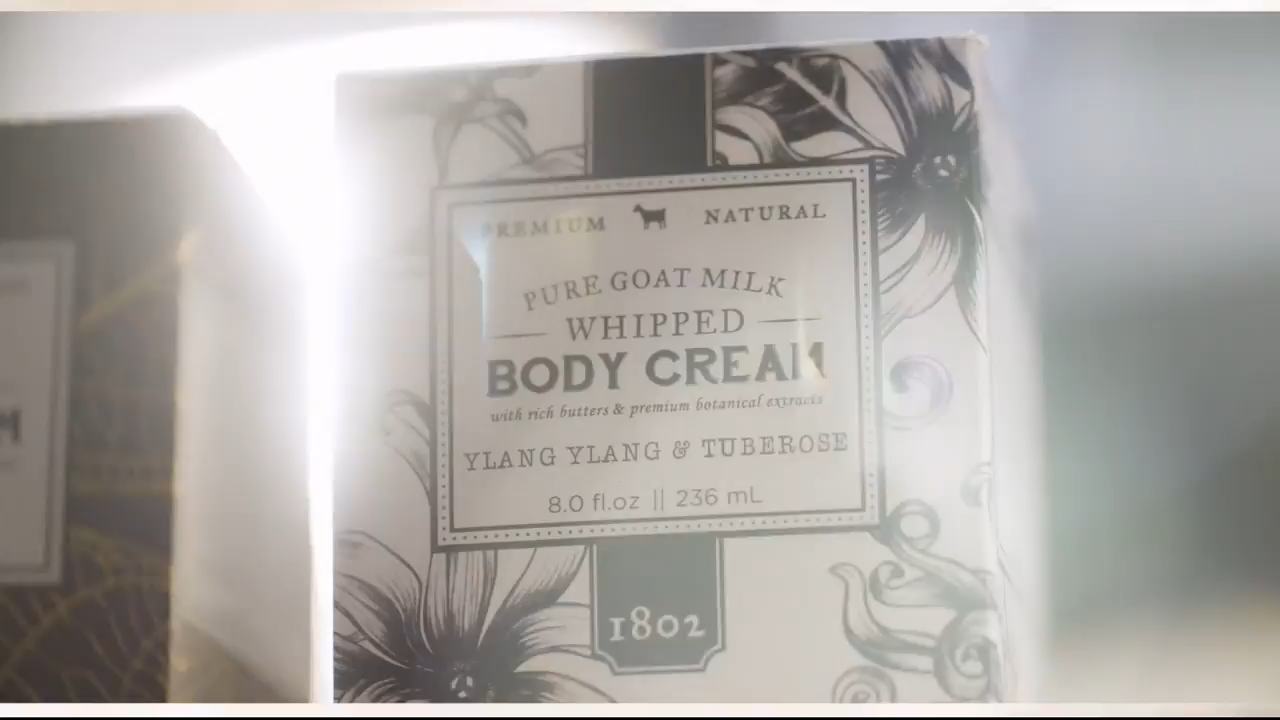 PREMIUM NATURAL
PURE GOAT MILK
WHIPPED
BODY CREAM
with rich butters & premium botanical extracts
YLANG YLANG & TUBEROSE
8.0 fl.oz || 236 mL
1802